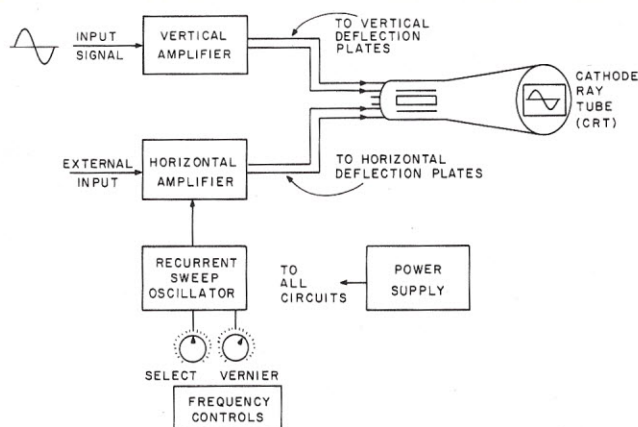 INPUT
SIGNAL
VERTICAL
AMPLIFIER
TO VERTICAL
DEFLECTION
PLATES
CATHODE
RAY
TUBE
(CRT)
EXTERNAL
INPUT
HORIZONTAL
AMPLIFIER
TO HORIZONTAL
DEFLECTION PLATES
RECURRENT
SWEEP
OSCILLATOR
TO
ALL
CIRCUITS
POWER
SUPPLY
SELECT
VERNIER
FREQUENCY
CONTROLS